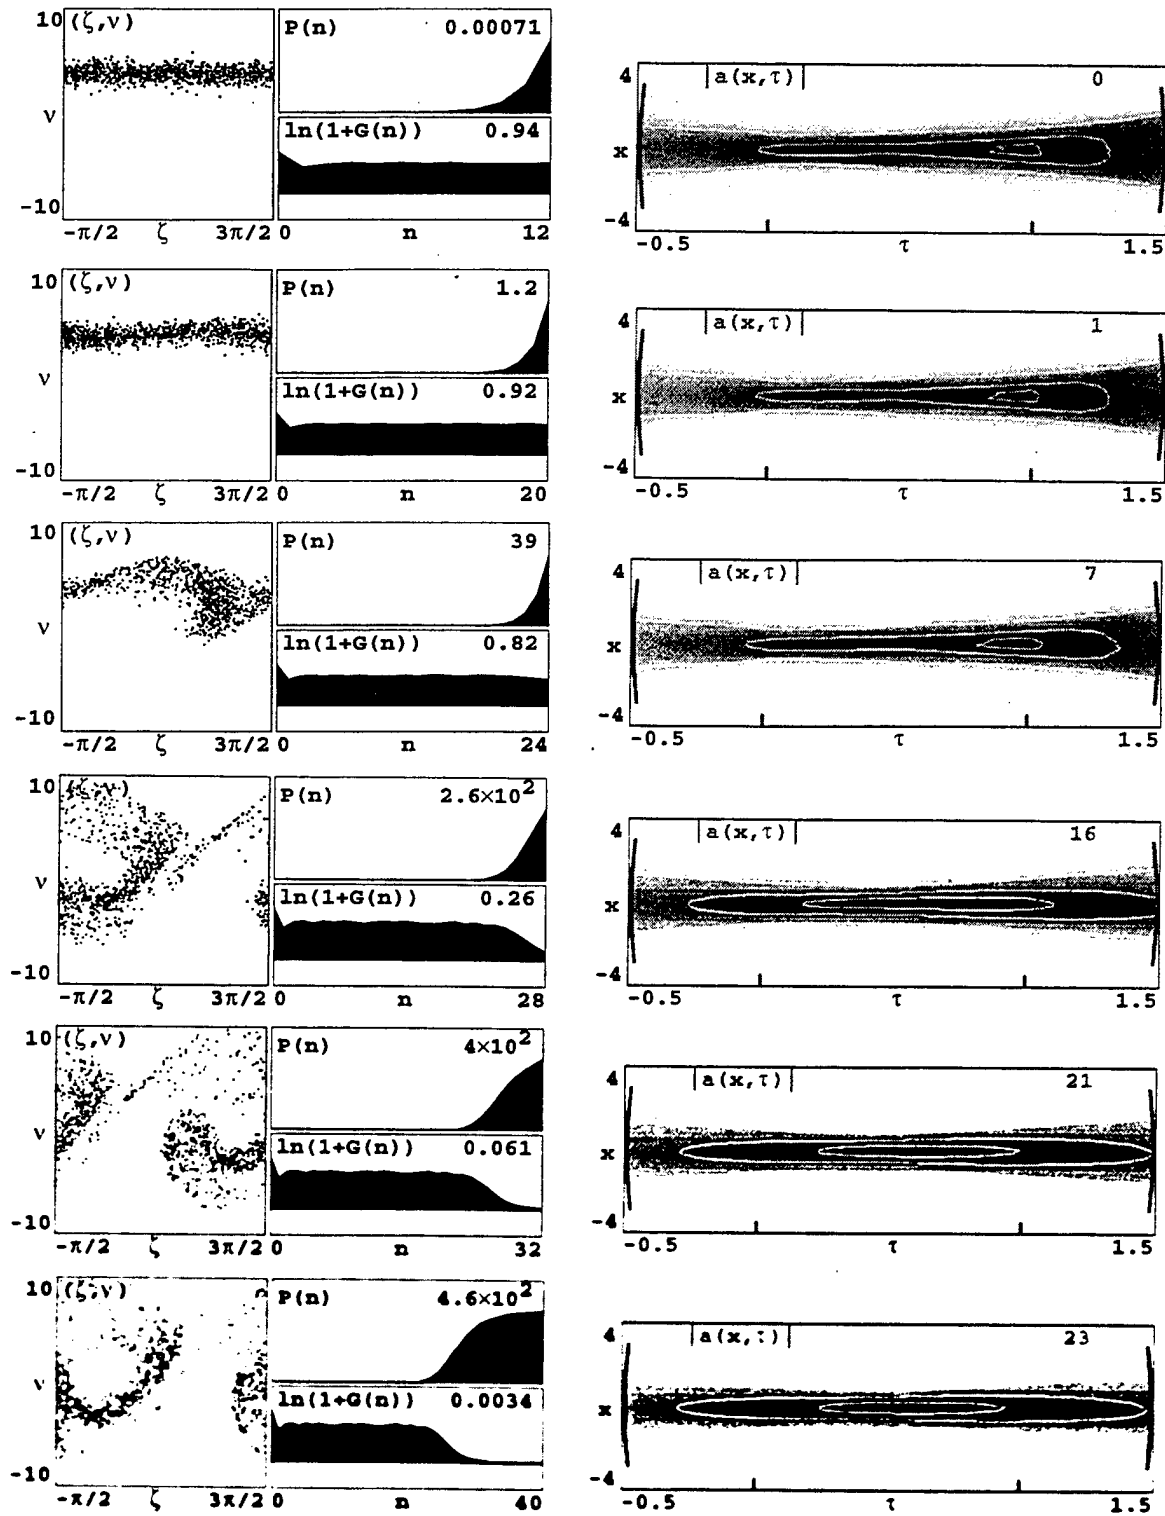 10 (ζ,ν) P(n) 0.00071
ν ln(1+G(n)) 0.94
-10
-π/2 ζ 3π/2 0 n 12
4 |a(x,τ)| 0
x
-4
-0.5 τ 1.5
10 (ζ,ν) P(n) 1.2
ν ln(1+G(n)) 0.92
-10
-π/2 ζ 3π/2 0 n 20
4 |a(x,τ)| 1
x
-4
-0.5 τ 1.5
10 (ζ,ν) P(n) 39
ν ln(1+G(n)) 0.82
-10
-π/2 ζ 3π/2 0 n 24
4 |a(x,τ)| 7
x
-4
-0.5 τ 1.5
10 (ζ,ν) P(n) 2.6×10²
ν ln(1+G(n)) 0.26
-10
-π/2 ζ 3π/2 0 n 28
4 |a(x,τ)| 16
x
-4
-0.5 τ 1.5
10 (ζ,ν) P(n) 4×10²
ν ln(1+G(n)) 0.061
-10
-π/2 ζ 3π/2 0 n 32
4 |a(x,τ)| 21
x
-4
-0.5 τ 1.5
10 (ζ,ν) P(n) 4.6×10²
ν ln(1+G(n)) 0.0034
-10
-π/2 ζ 3π/2 0 n 40
4 |a(x,τ)| 23
x
-4
-0.5 τ 1.5